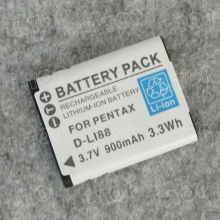 BATTERY PACK
RECHARGEABLE
LITHIUM-ION BATTERY
Li-ion
FOR PENTAX
D-LI88
3.7V 900mAh 3.3Wh